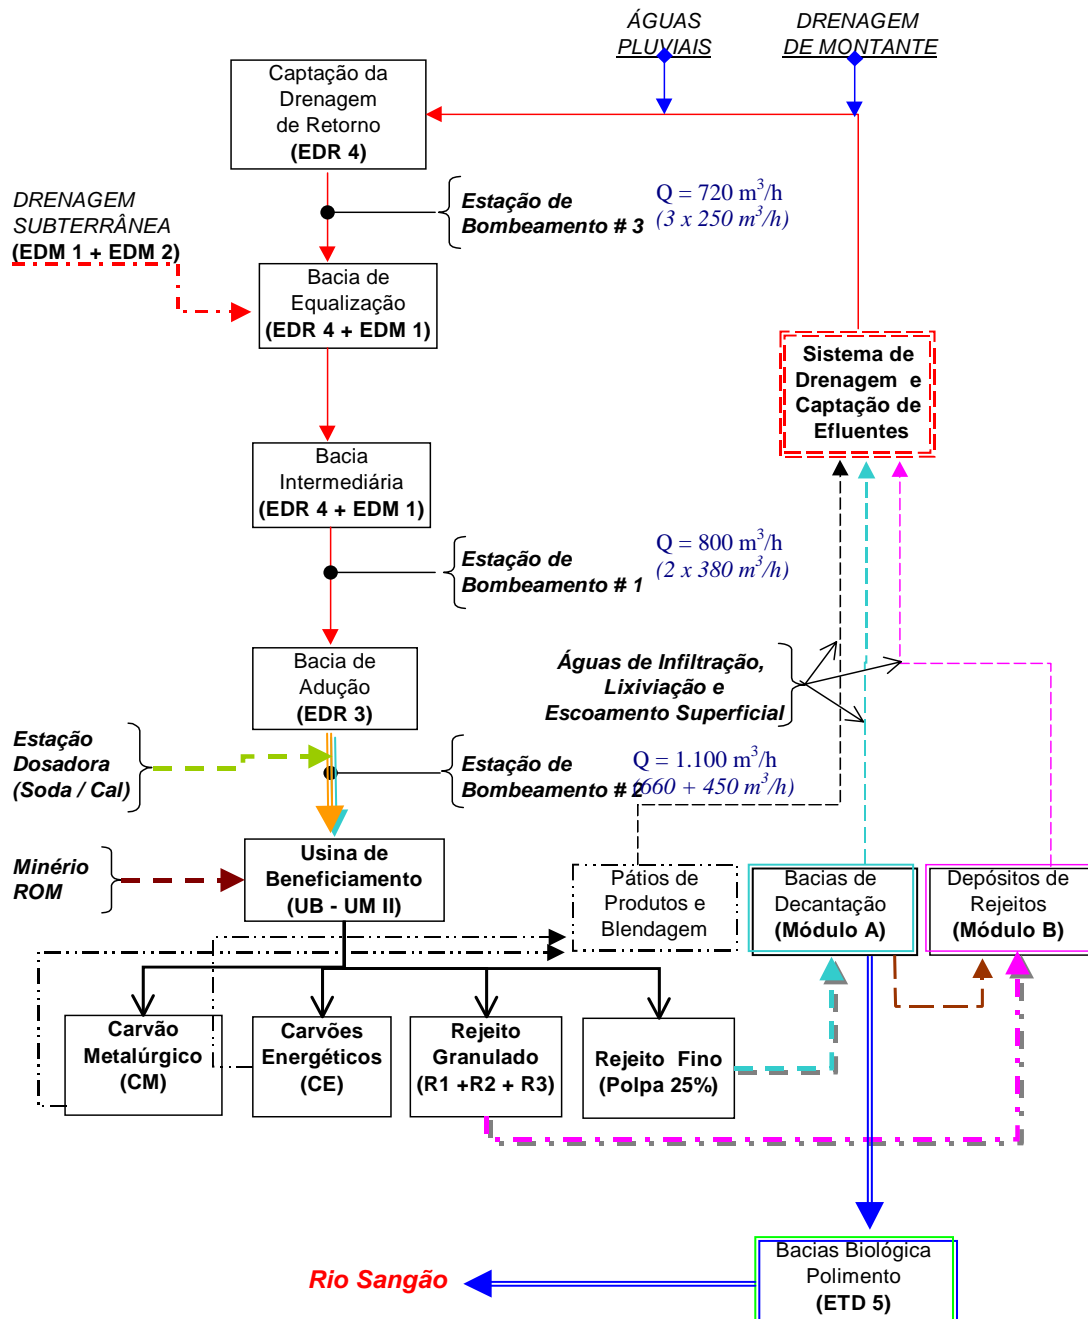 ÁGUAS
PLUVIAIS
DRENAGEM
DE MONTANTE
Captação da
Drenagem
de Retorno
(EDR 4)
DRENAGEM
SUBTERRÂNEA
(EDM 1 + EDM 2)
Estação de
Bombeamento # 3
Q = 720 m³/h
(3 x 250 m³/h)
Bacia de
Equalização
(EDR 4 + EDM 1)
Sistema de
Drenagem e
Captação de
Efluentes
Bacia
Intermediária
(EDR 4 + EDM 1)
Estação de
Bombeamento # 1
Q = 800 m³/h
(2 x 380 m³/h)
Bacia de
Adução
(EDR 3)
Águas de Infiltração,
Lixiviação e
Escoamento Superficial
Estação
Dosadora
(Soda / Cal)
Estação de
Bombeamento # 2
Q = 1.100 m³/h
(660 + 450 m³/h)
Minério
ROM
Usina de
Beneficiamento
(UB - UM II)
Pátios de
Produtos e
Blendagem
Bacias de
Decantação
(Módulo A)
Depósitos de
Rejeitos
(Módulo B)
Carvão
Metalúrgico
(CM)
Carvões
Energéticos
(CE)
Rejeito
Granulado
(R1 +R2 + R3)
Rejeito Fino
(Polpa 25%)
Rio Sangão
Bacias Biológica
Polimento
(ETD 5)